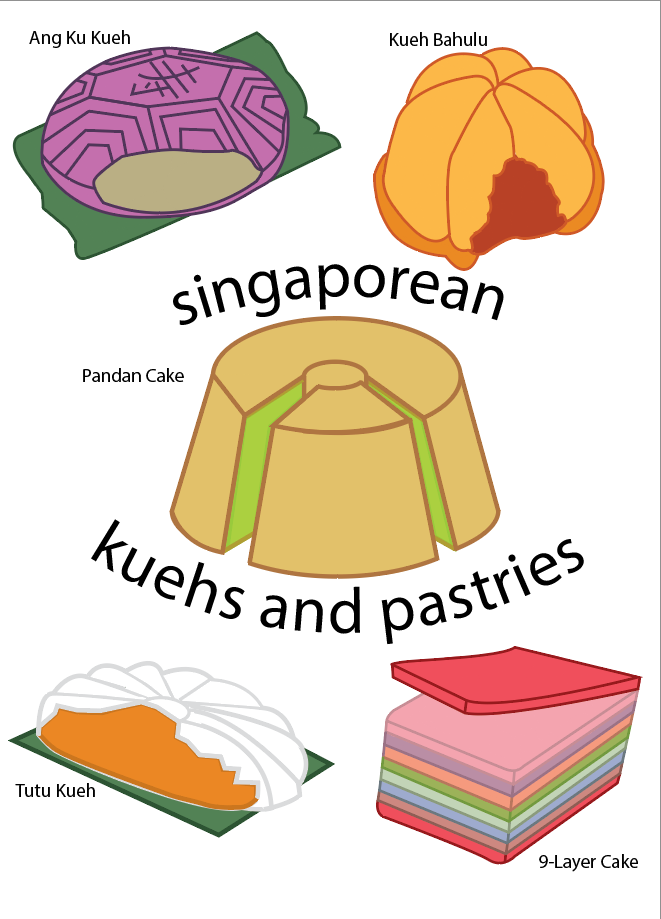 Ang Ku Kueh
Kueh Bahulu
singaporean
Pandan Cake
kuehs and pastries
Tutu Kueh
9-Layer Cake